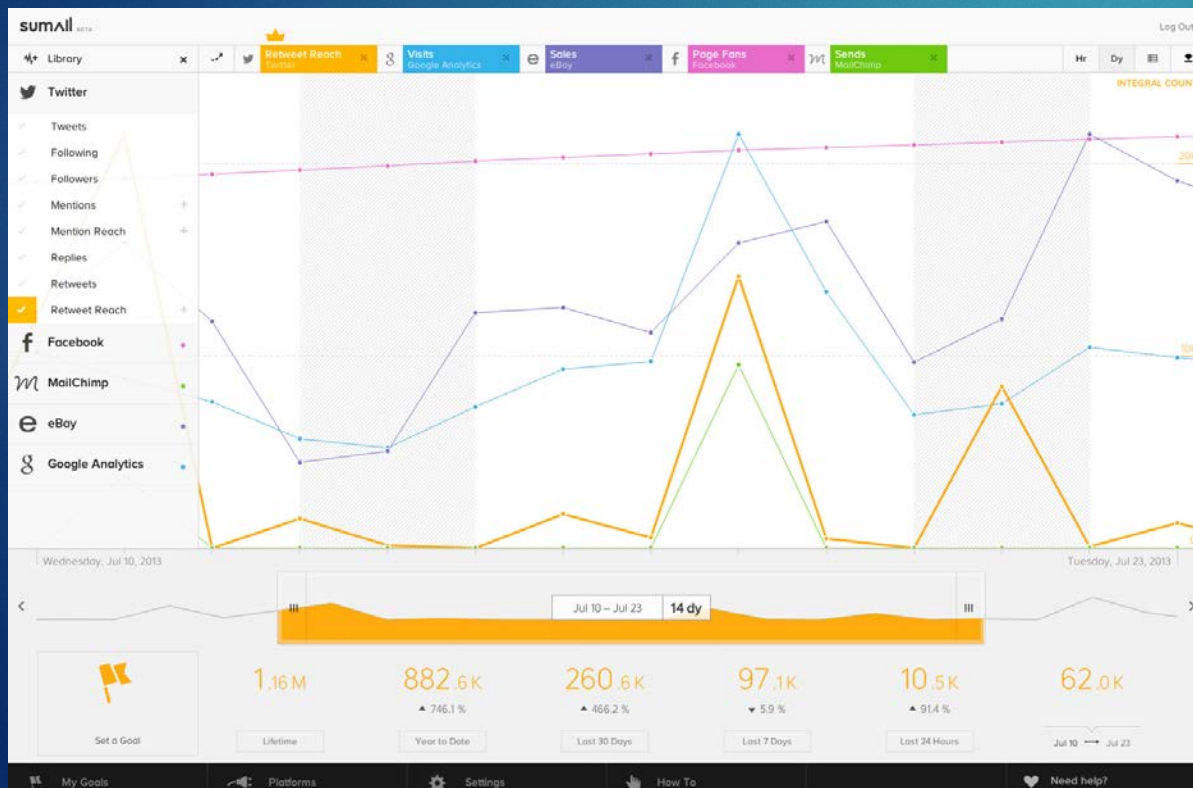 sumAll BETA
Log Out
Library
Retweet Reach
Twitter
Visits
Google Analytics
Sales
eBay
Page Fans
Facebook
Sends
MailChimp
Hr
Dy
Twitter
INTEGRAL COUN
Tweets
Following
Followers
Mentions
Mention Reach
Replies
Retweets
Retweet Reach
Facebook
MailChimp
eBay
Google Analytics
Wednesday, Jul 10, 2013
Tuesday, Jul 23, 2013
Jul 10 – Jul 23
14 dy
1.16M
882.6K
260.6K
97.1K
10.5K
62.0K
746.1 %
466.2 %
5.9 %
91.4 %
Set a Goal
Lifetime
Year to Date
Last 30 Days
Last 7 Days
Last 24 Hours
Jul 10 → Jul 23
My Goals
Platforms
Settings
How To
Need help?